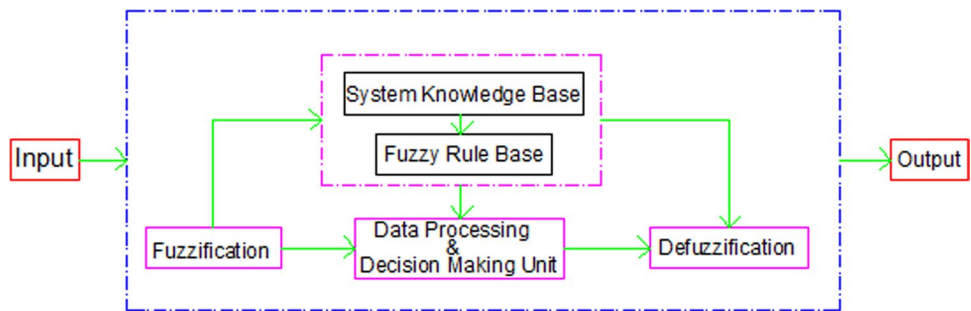 System Knowledge Base
Input
Fuzzy Rule Base
Output
Fuzzification
Data Processing
&
Decision Making Unit
Defuzzification